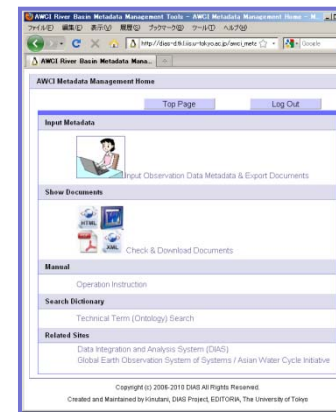 AWCI River Basin Metadata Management Tools - AWCI Metadata Management Home - M
ファイル(F) 編集(E) 表示(V) 履歴(S) ブックマーク(B) ツール(T) ヘルプ(H)
Google
AWCI River Basin Metadata Mana...
AWCI Metadata Management Home
Top Page Log Out
Input Metadata
Input Observation Data Metadata & Export Documents
Show Documents
HTML
XML
Check & Download Documents
Manual
Operation Instruction
Search Dictionary
Technical Term (Ontology) Search
Related Sites
Data Integration and Analysis System (DIAS)
Global Earth Observation System of Systems / Asian Water Cycle Initiative
Copyright (c) 2006-2010 DIAS All Rights Reserved.
Created and Maintained by Kinutani, DIAS Project, EDITORIA, The University of Tokyo